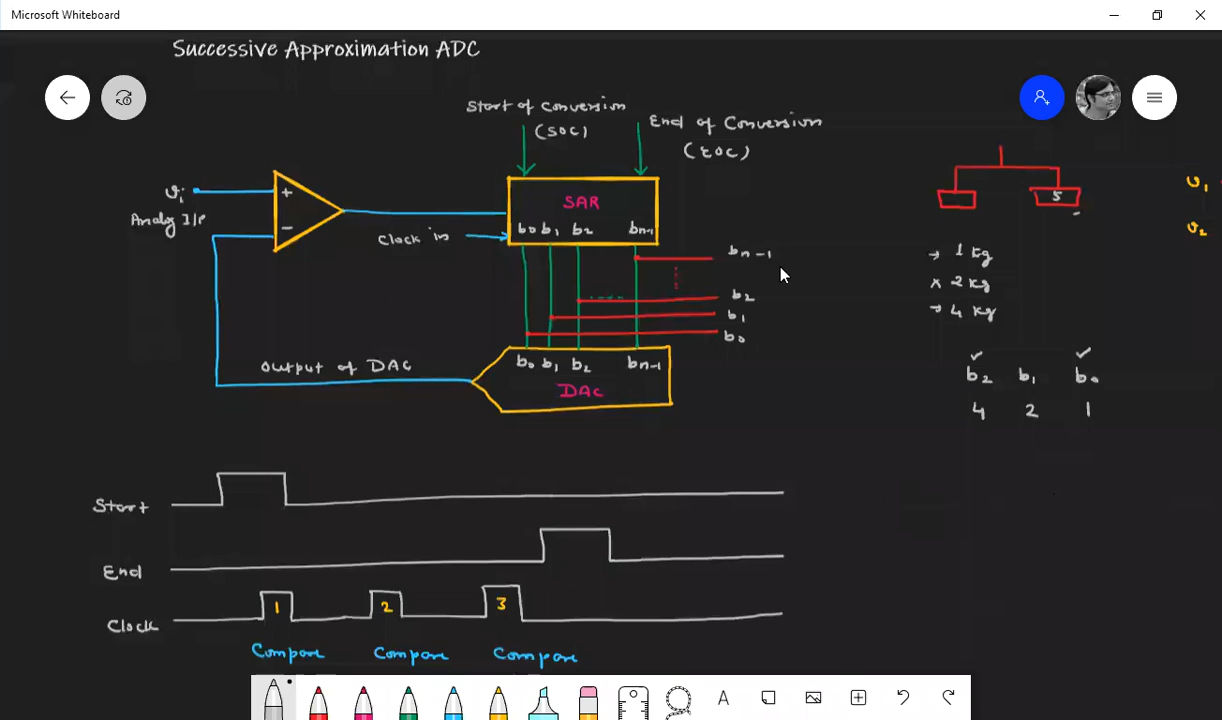 Microsoft Whiteboard
Successive Approximation ADC
Start of Conversion
(SOC)
End of Conversion
(EOC)
Vi
Analog I/P
+
-
SAR
Clock in
b0 b1 b2 bn-1
bn-1
b2
b1
b0
Output of DAC
b0 b1 b2 bn-1
DAC
5
→ 1 kg
× 2 kg
→ 4 kg
✓ ✓
b2 b1 b0
4 2 1
v1
v2
Start
End
Clock
1 2 3
Compare Compare Compare
A